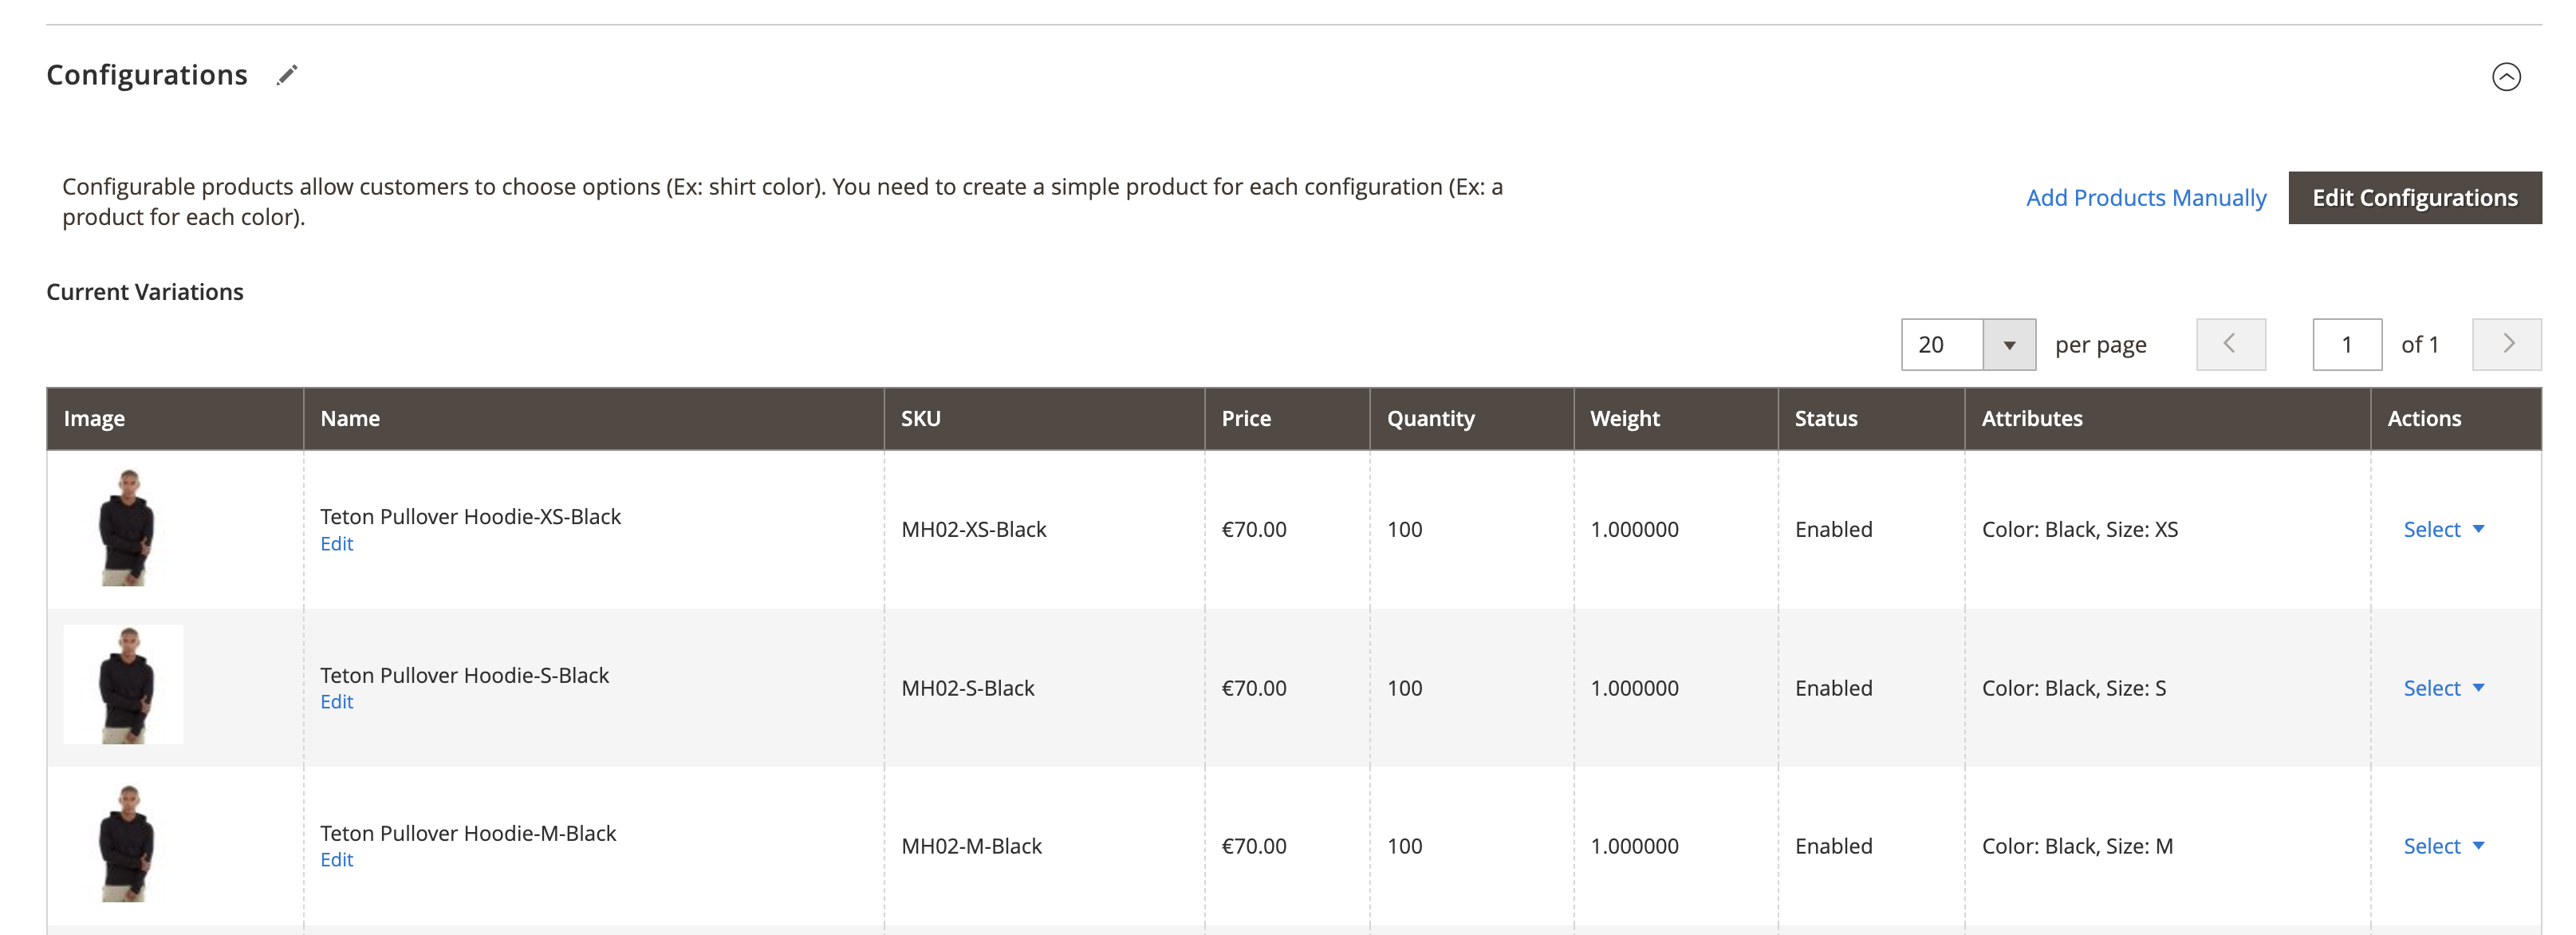 Configurations
Configurable products allow customers to choose options (Ex: shirt color). You need to create a simple product for each configuration (Ex: a
product for each color).
Add Products Manually
Edit Configurations
Current Variations
20 per page 1 of 1
Image Name SKU Price Quantity Weight Status Attributes Actions
Teton Pullover Hoodie-XS-Black
Edit
MH02-XS-Black €70.00 100 1.000000 Enabled Color: Black, Size: XS Select
Teton Pullover Hoodie-S-Black
Edit
MH02-S-Black €70.00 100 1.000000 Enabled Color: Black, Size: S Select
Teton Pullover Hoodie-M-Black
Edit
MH02-M-Black €70.00 100 1.000000 Enabled Color: Black, Size: M Select